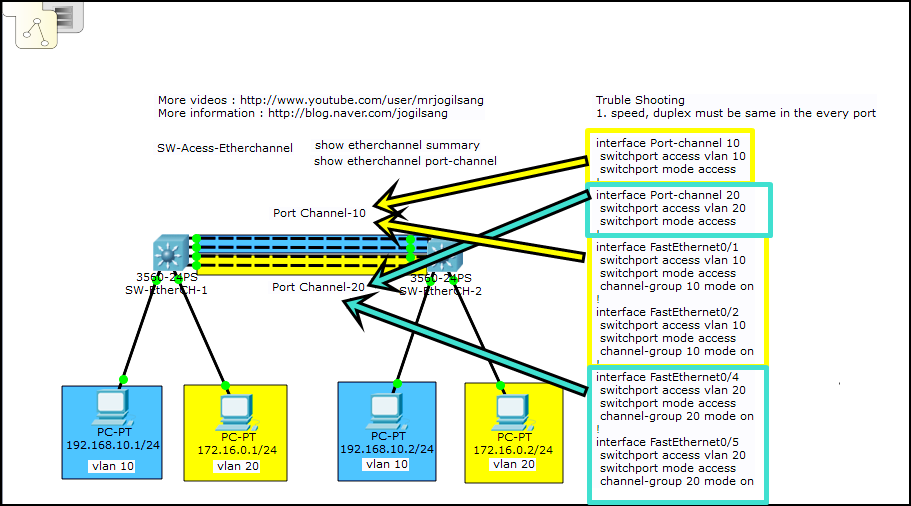 More videos : http://www.youtube.com/user/mrjogilsang
More information : http://blog.naver.com/jogilsang
Truble Shooting
1. speed, duplex must be same in the every port
SW-Acess-Etherchannel
show etherchannel summary
show etherchannel port-channel
Port Channel-10
3560-24PS
SW-EtherCH-1
Port Channel-20
3560-24PS
SW-EtherCH-2
PC-PT
192.168.10.1/24
vlan 10
PC-PT
172.16.0.1/24
vlan 20
PC-PT
192.168.10.2/24
vlan 10
PC-PT
172.16.0.2/24
vlan 20
interface Port-channel 10
switchport access vlan 10
switchport mode access
!
interface Port-channel 20
switchport access vlan 20
switchport mode access
!
interface FastEthernet0/1
switchport access vlan 10
switchport mode access
channel-group 10 mode on
!
interface FastEthernet0/2
switchport access vlan 10
switchport mode access
channel-group 10 mode on
!
interface FastEthernet0/4
switchport access vlan 20
switchport mode access
channel-group 20 mode on
!
interface FastEthernet0/5
switchport access vlan 20
switchport mode access
channel-group 20 mode on